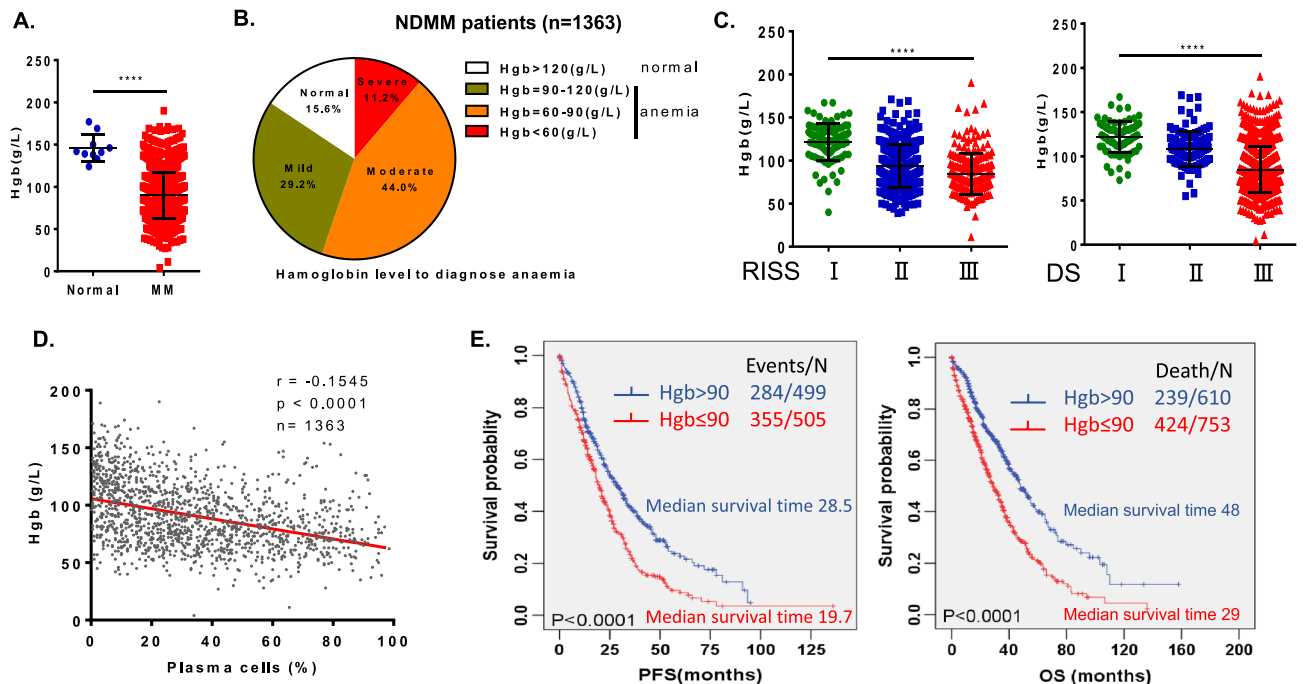 A.
Hgb(g/L)
250
200
150
100
50
0
****
Normal
MM
B.
NDMM patients (n=1363)
Normal
15.6%
Severe
11.2%
Mild
29.2%
Moderate
44.0%
Hgb>120(g/L)
normal
Hgb=90-120(g/L)
Hgb=60-90(g/L)
anemia
Hgb<60(g/L)
Hamoglobin level to diagnose anaemia
C.
Hgb(g/L)
250
200
150
100
50
0
****
RISS
I
II
III
Hgb (g/L)
250
200
150
100
50
0
****
DS
I
II
III
D.
Hgb (g/L)
200
150
100
50
0
r = -0.1545
p < 0.0001
n= 1363
0
20
40
60
80
100
Plasma cells (%)
E.
Survival probability
1.0
0.8
0.6
0.4
0.2
0.0
Events/N
Hgb>90 284/499
Hgb≤90 355/505
Median survival time 28.5
Median survival time 19.7
P<0.0001
0
25
50
75
100
125
PFS(months)
Survival probability
1.0
0.8
0.6
0.4
0.2
0.0
Death/N
Hgb>90 239/610
Hgb≤90 424/753
Median survival time 48
Median survival time 29
P<0.0001
0
40
80
120
160
200
OS (months)